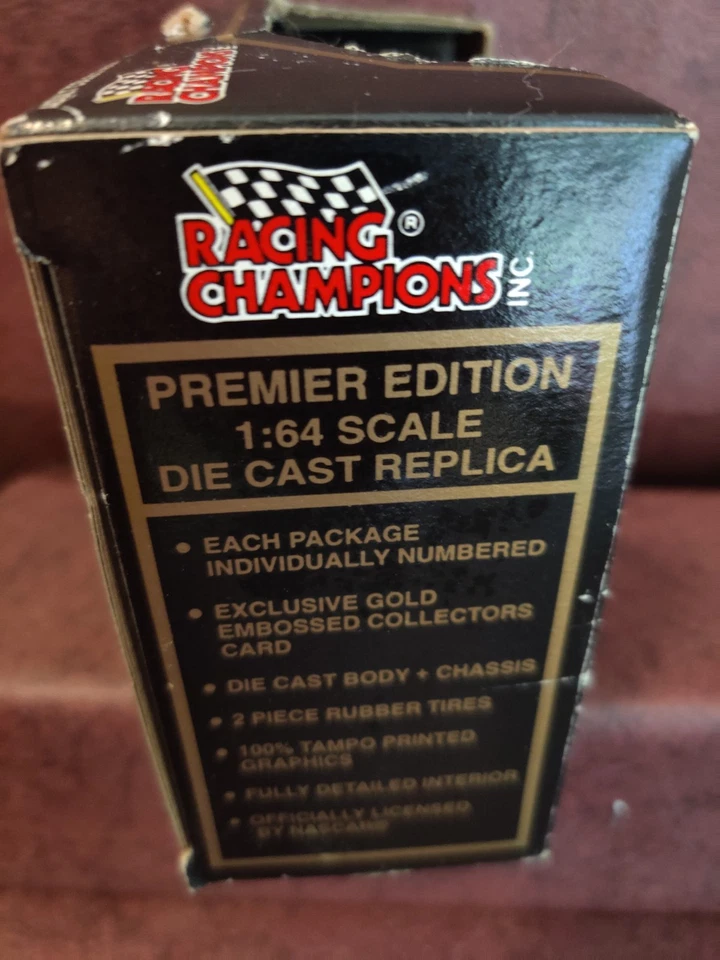 RACING
CHAMPIONS
RACING ®
CHAMPIONS INC.
PREMIER EDITION
1:64 SCALE
DIE CAST REPLICA
• EACH PACKAGE
INDIVIDUALLY NUMBERED
• EXCLUSIVE GOLD
EMBOSSED COLLECTORS
CARD
• DIE CAST BODY + CHASSIS
• 2 PIECE RUBBER TIRES
• 100% TAMPO PRINTED
GRAPHICS
• FULLY DETAILED INTERIOR
• OFFICIALLY LICENSED
BY NASCAR®